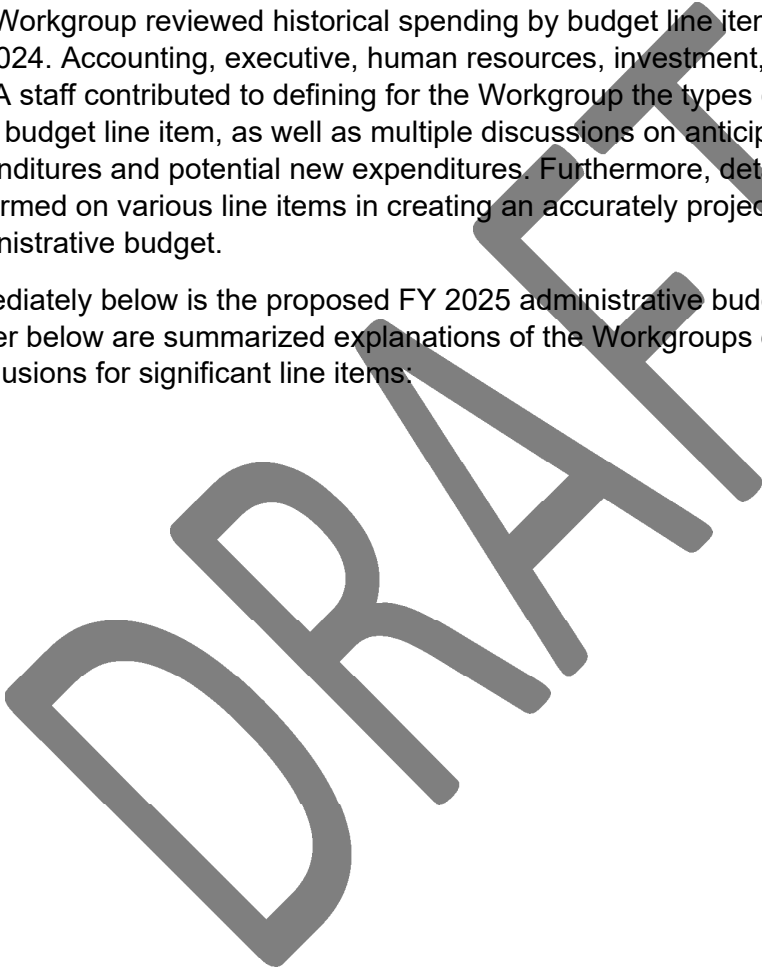 Workgroup reviewed historical spending by budget line item
024. Accounting, executive, human resources, investment,
A staff contributed to defining for the Workgroup the types
budget line item, as well as multiple discussions on anticip
nditures and potential new expenditures. Furthermore, det
rmed on various line items in creating an accurately projec
nistrative budget.
ediately below is the proposed FY 2025 administrative bud
er below are summarized explanations of the Workgroups
lusions for significant line items:
DRAFT